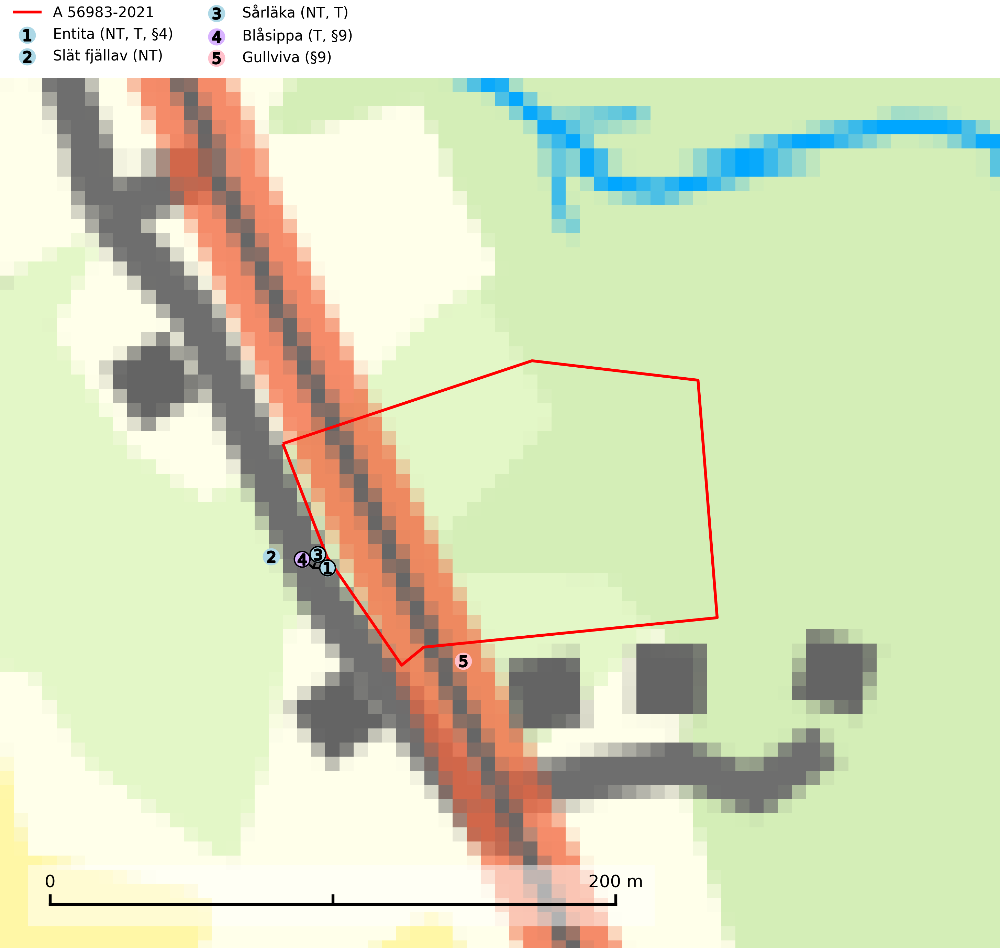 A 56983-2021
1 Entita (NT, T, §4)
2 Slät fjällav (NT)
3 Sårläka (NT, T)
4 Blåsippa (T, §9)
5 Gullviva (§9)
2
4
3
1
5
0
200 m